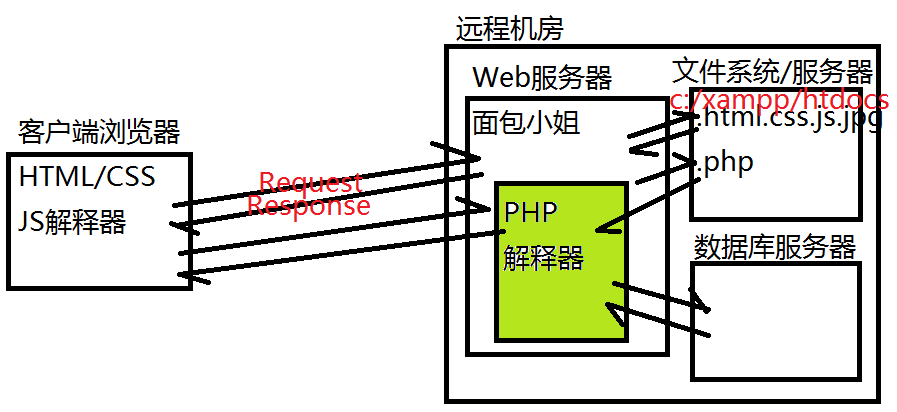 远程机房
Web服务器
文件系统/服务器
c:/xampp/htdocs
面包小姐
.html.css.js.jpg
客户端浏览器
.php
HTML/CSS
Request
Response
JS解释器
PHP
解释器
数据库服务器